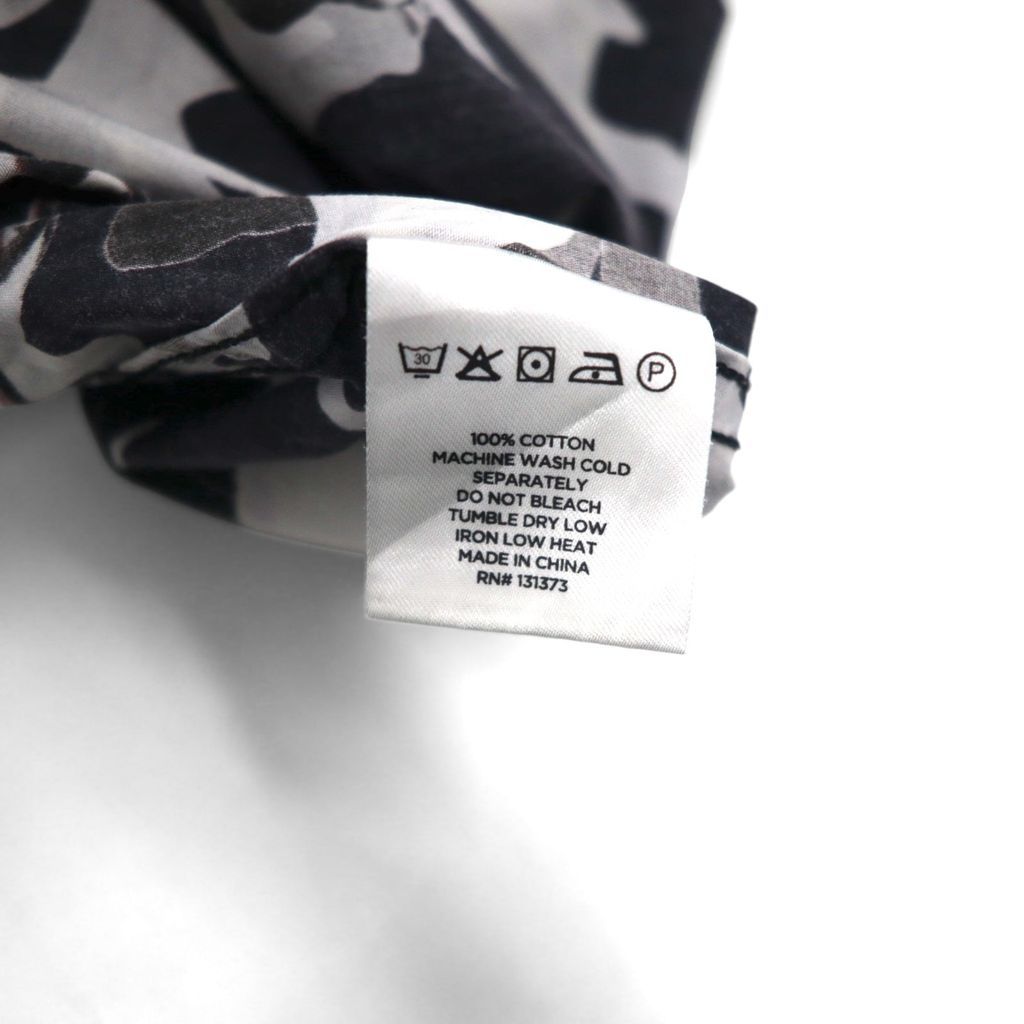 30 P
100% COTTON
MACHINE WASH COLD
SEPARATELY
DO NOT BLEACH
TUMBLE DRY LOW
IRON LOW HEAT
MADE IN CHINA
RN# 131373